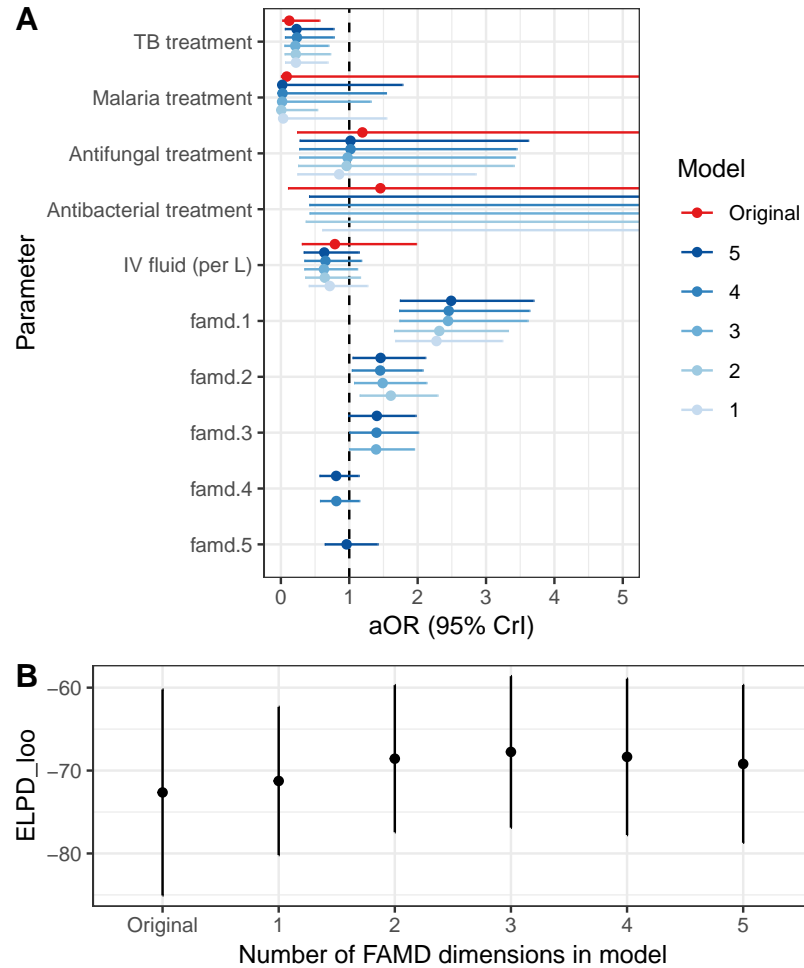 A
Parameter
TB treatment
Malaria treatment
Antifungal treatment
Antibacterial treatment
IV fluid (per L)
famd.1
famd.2
famd.3
famd.4
famd.5
0 1 2 3 4 5
aOR (95% CrI)
Model
Original
5
4
3
2
1
B
ELPD_loo
−60
−70
−80
Original 1 2 3 4 5
Number of FAMD dimensions in model